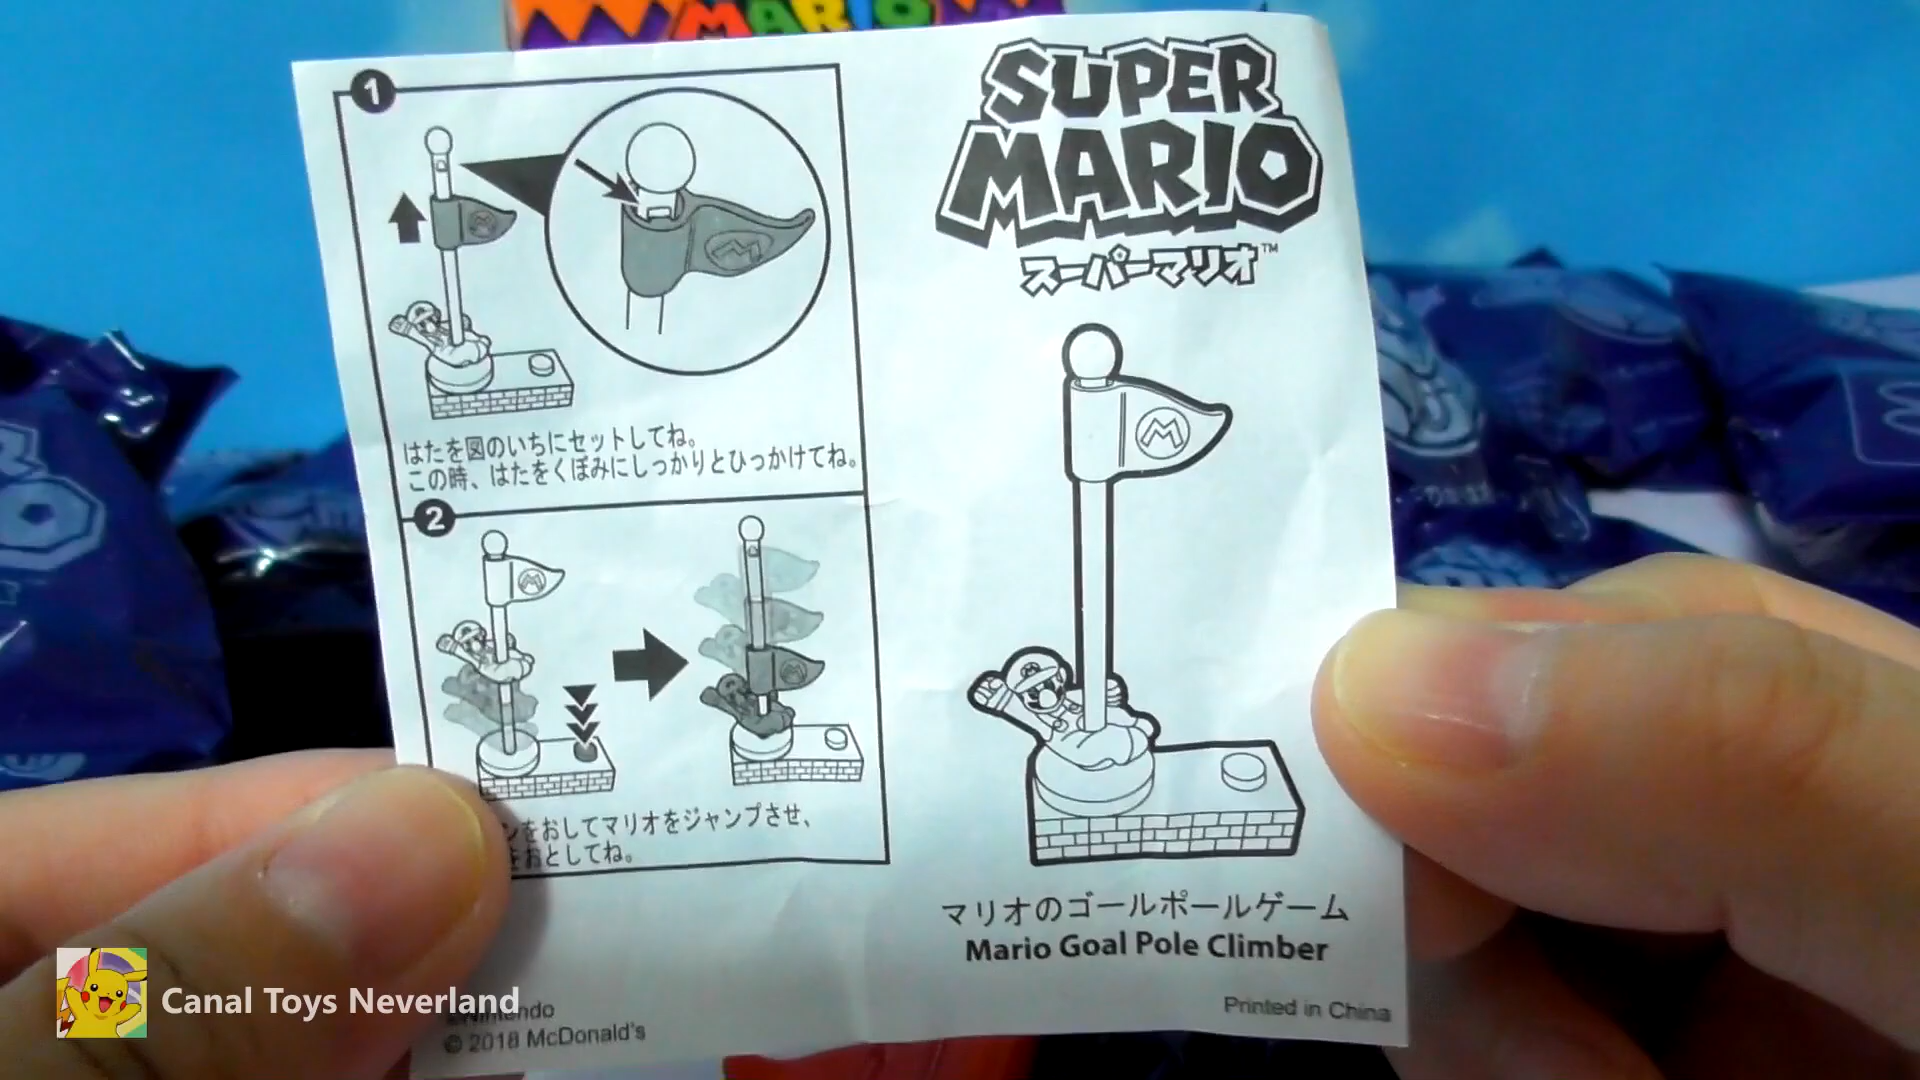 MARIO
1
はたを図のいちにセットしてね。
この時、はたをくぼみにしっかりとひっかけてね。
2
ンをおしてマリオをジャンプさせ、
をおとしてね。
SUPER
MARIO
スーパーマリオ™
M
マリオのゴールポールゲーム
Mario Goal Pole Climber
Printed in China
©Nintendo
© 2018 McDonald's
Canal Toys Neverland